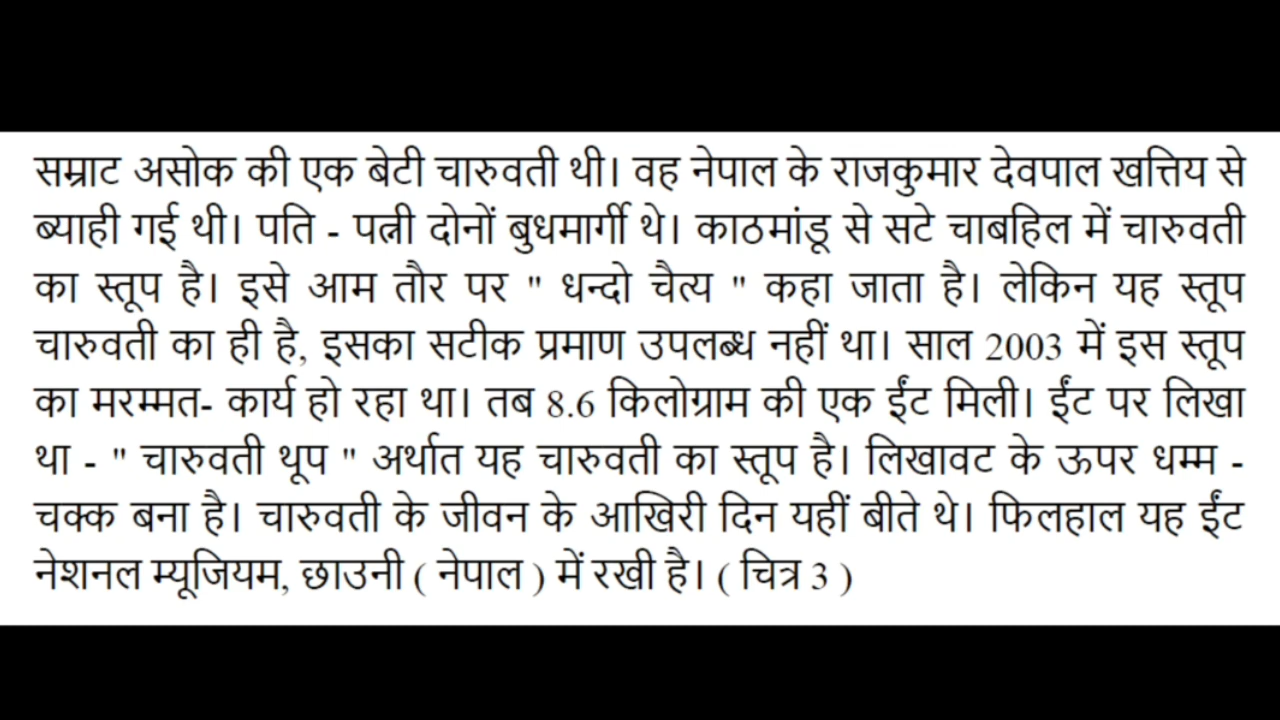 सम्राट असोक की एक बेटी चारुवती थी। वह नेपाल के राजकुमार देवपाल खत्तिय से
ब्याही गई थी। पति - पत्नी दोनों बुधमार्गी थे। काठमांडू से सटे चाबहिल में चारुवती
का स्तूप है। इसे आम तौर पर " धन्दो चैत्य " कहा जाता है। लेकिन यह स्तूप
चारुवती का ही है, इसका सटीक प्रमाण उपलब्ध नहीं था। साल 2003 में इस स्तूप
का मरम्मत- कार्य हो रहा था। तब 8.6 किलोग्राम की एक ईंट मिली। ईंट पर लिखा
था - " चारुवती थूप " अर्थात यह चारुवती का स्तूप है। लिखावट के ऊपर धम्म -
चक्क बना है। चारुवती के जीवन के आखिरी दिन यहीं बीते थे। फिलहाल यह ईंट
नेशनल म्यूजियम, छाउनी ( नेपाल ) में रखी है। ( चित्र 3 )